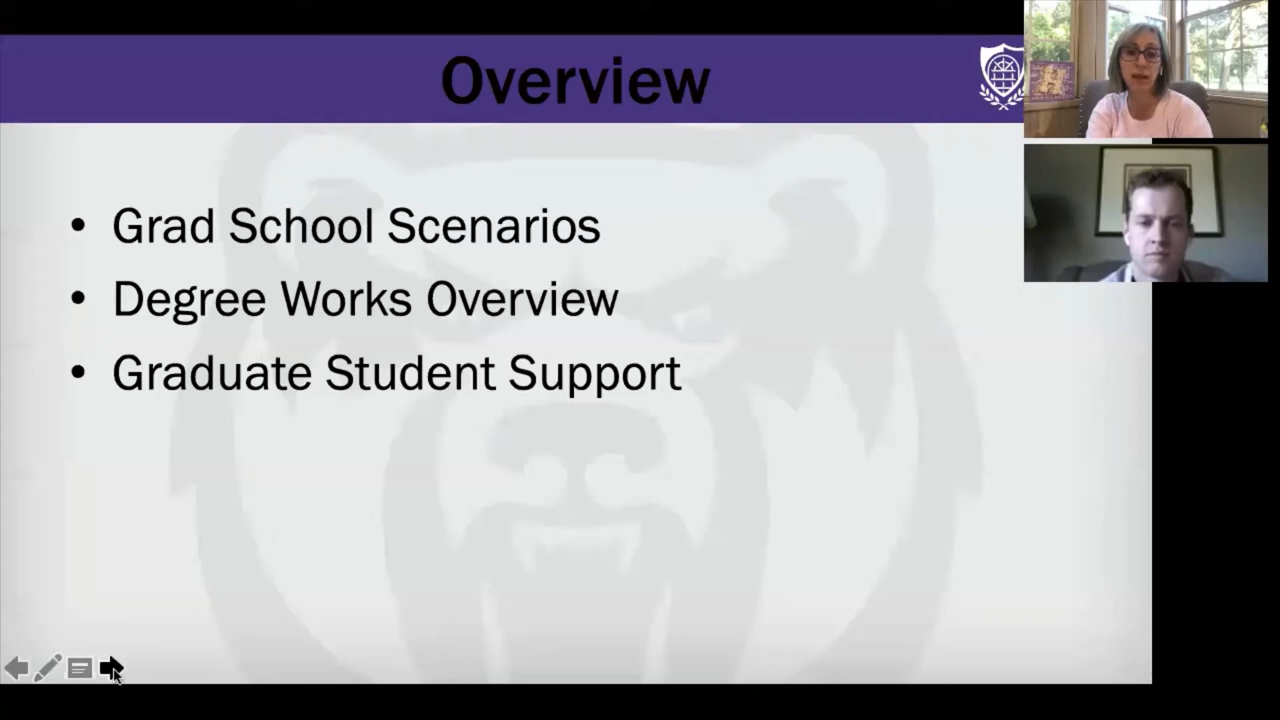 Overview
• Grad School Scenarios
• Degree Works Overview
• Graduate Student Support